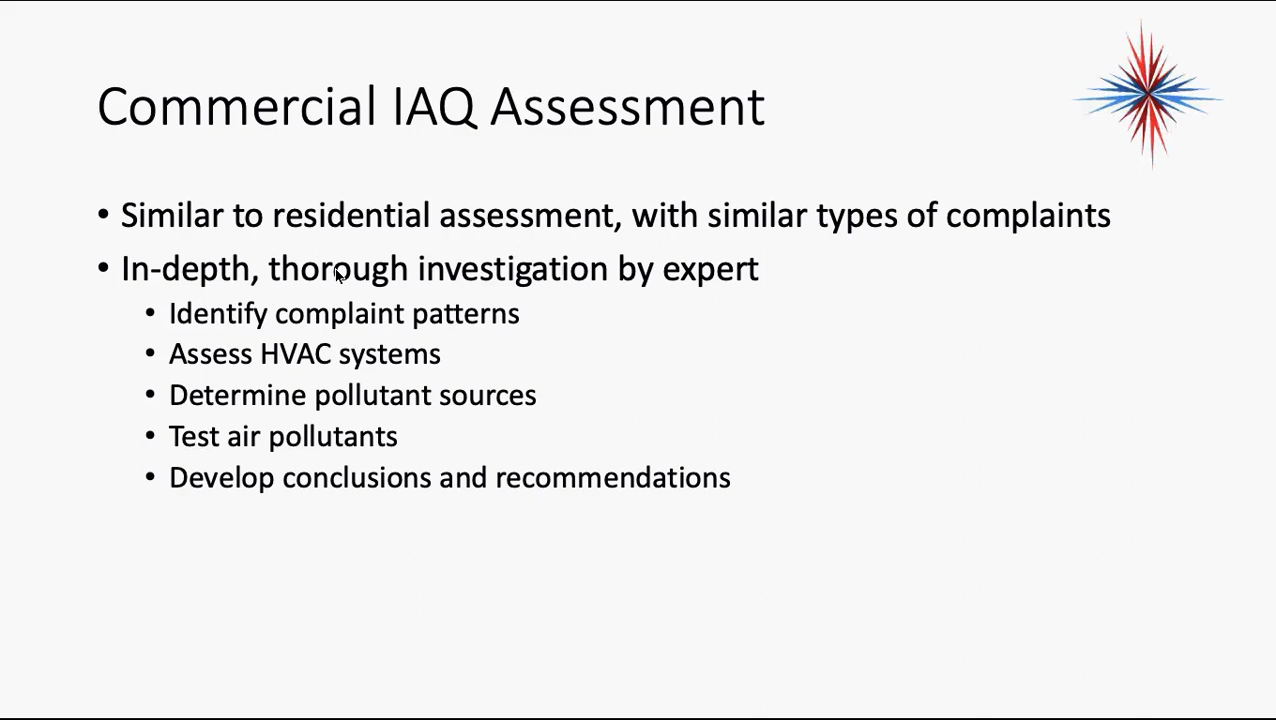 Commercial IAQ Assessment
• Similar to residential assessment, with similar types of complaints
• In-depth, thorough investigation by expert
• Identify complaint patterns
• Assess HVAC systems
• Determine pollutant sources
• Test air pollutants
• Develop conclusions and recommendations